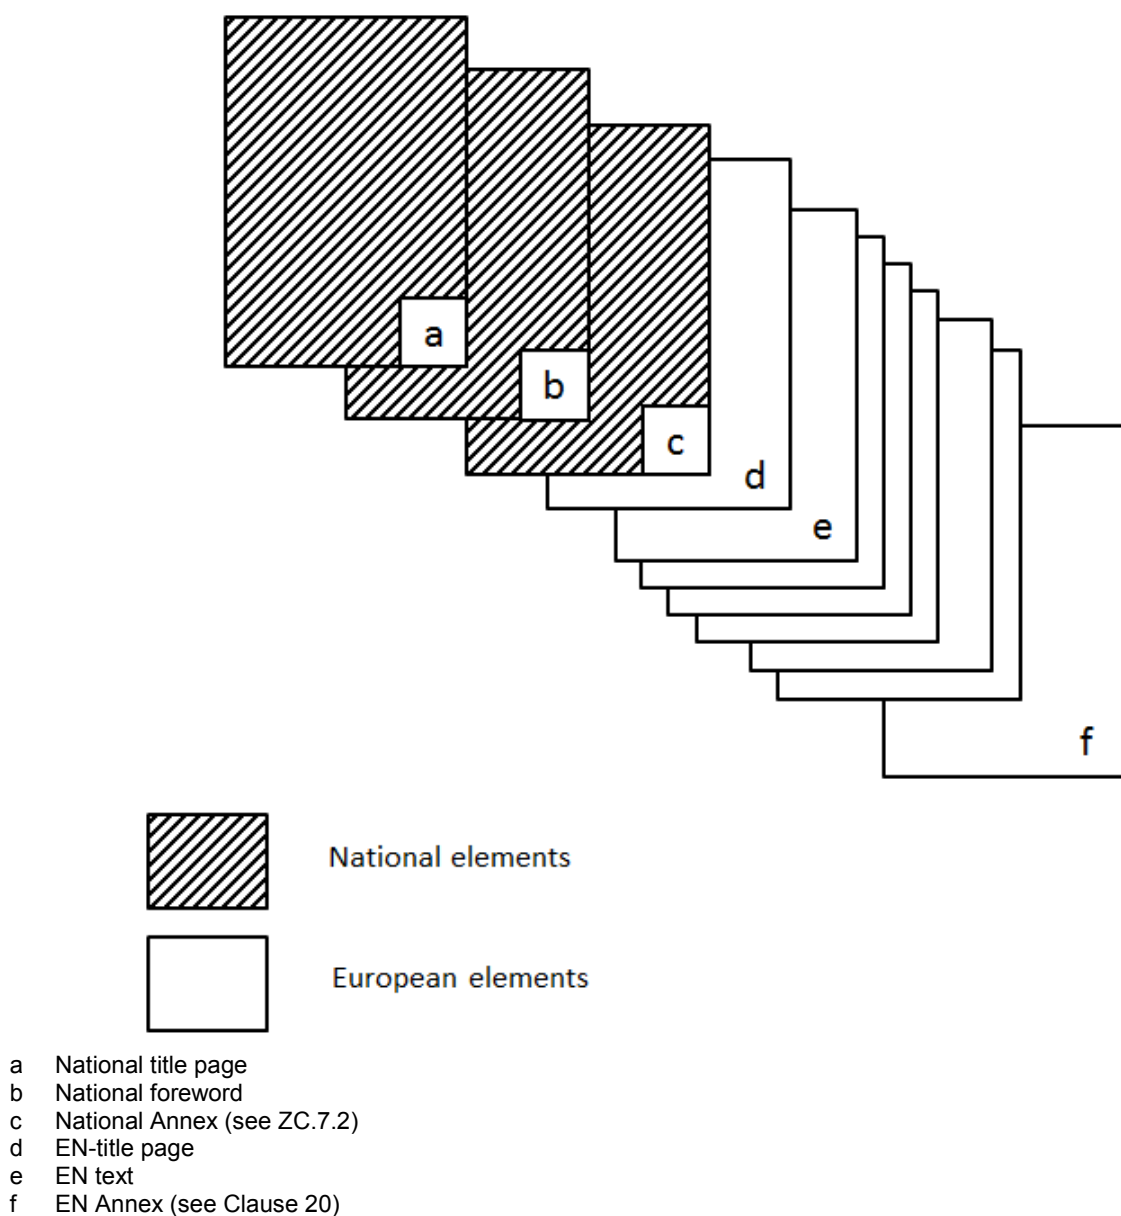 a
b
c
d
e
f
National elements
European elements
a National title page
b National foreword
c National Annex (see ZC.7.2)
d EN-title page
e EN text
f EN Annex (see Clause 20)